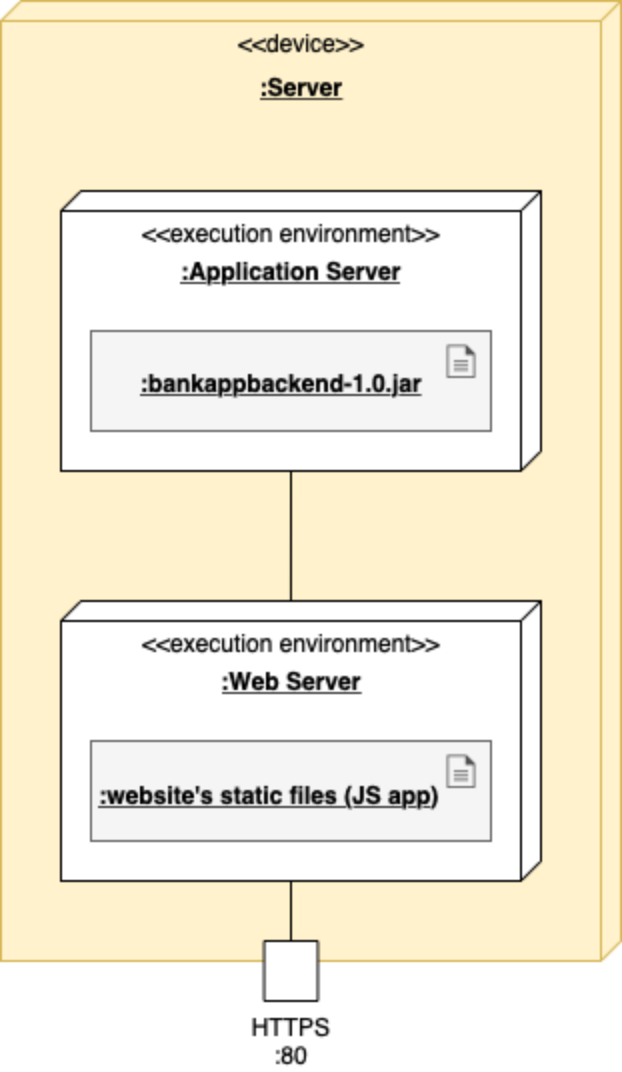 <<device>>
:Server
<<execution environment>>
:Application Server
:bankappbackend-1.0.jar
<<execution environment>>
:Web Server
:website's static files (JS app)
HTTPS
:80